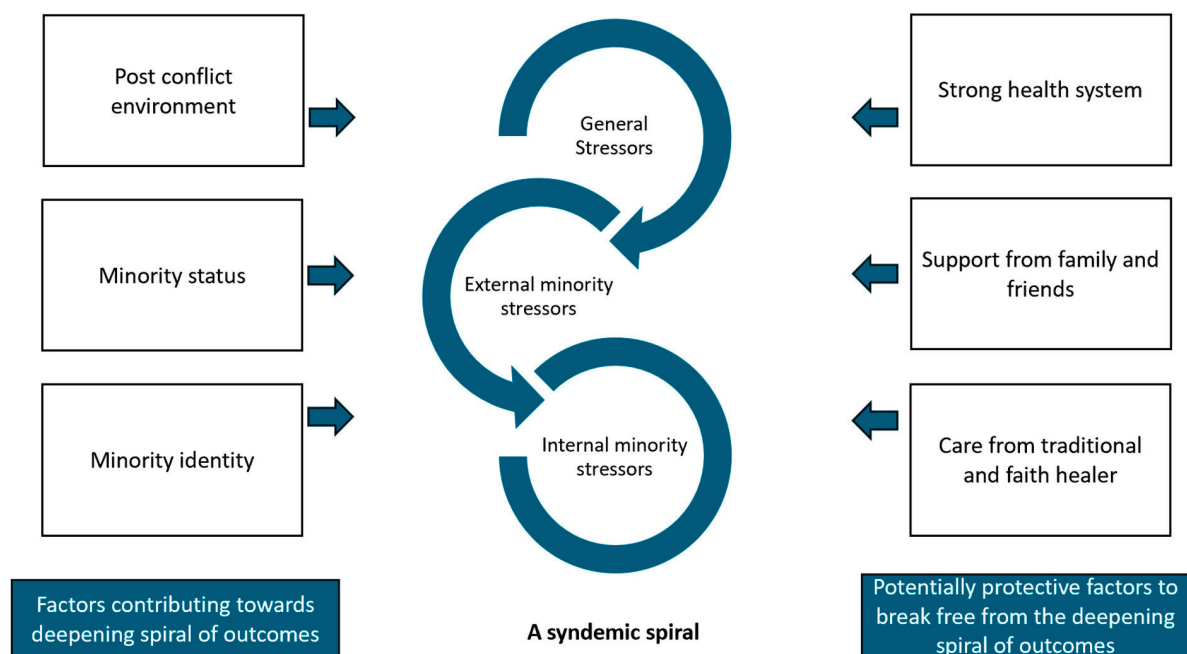 Post conflict
environment
General
Stressors
Strong health system
Minority status
External minority
stressors
Support from family and
friends
Minority identity
Internal minority
stressors
Care from traditional
and faith healer
Factors contributing towards
deepening spiral of outcomes
A syndemic spiral
Potentially protective factors to
break free from the deepening
spiral of outcomes